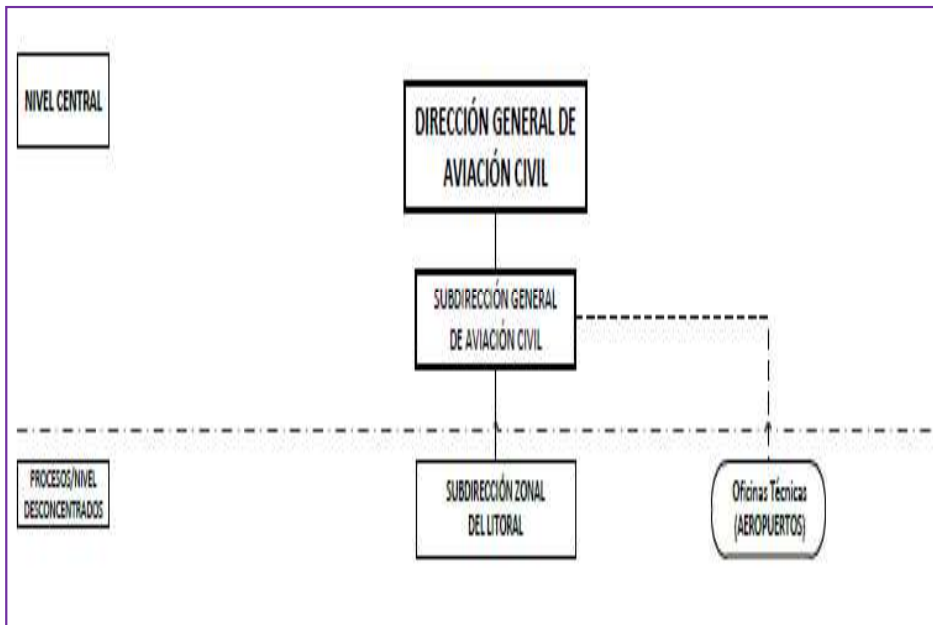 NIVEL CENTRAL
DIRECCIÓN GENERAL DE
AVIACIÓN CIVIL
SUBDIRECCIÓN GENERAL
DE AVIACIÓN CIVIL
PROCESOS/NIVEL
DESCONCENTRADOS
SUBDIRECCIÓN ZONAL
DEL LITORAL
Oficinas Técnicas
(AEROPUERTOS)